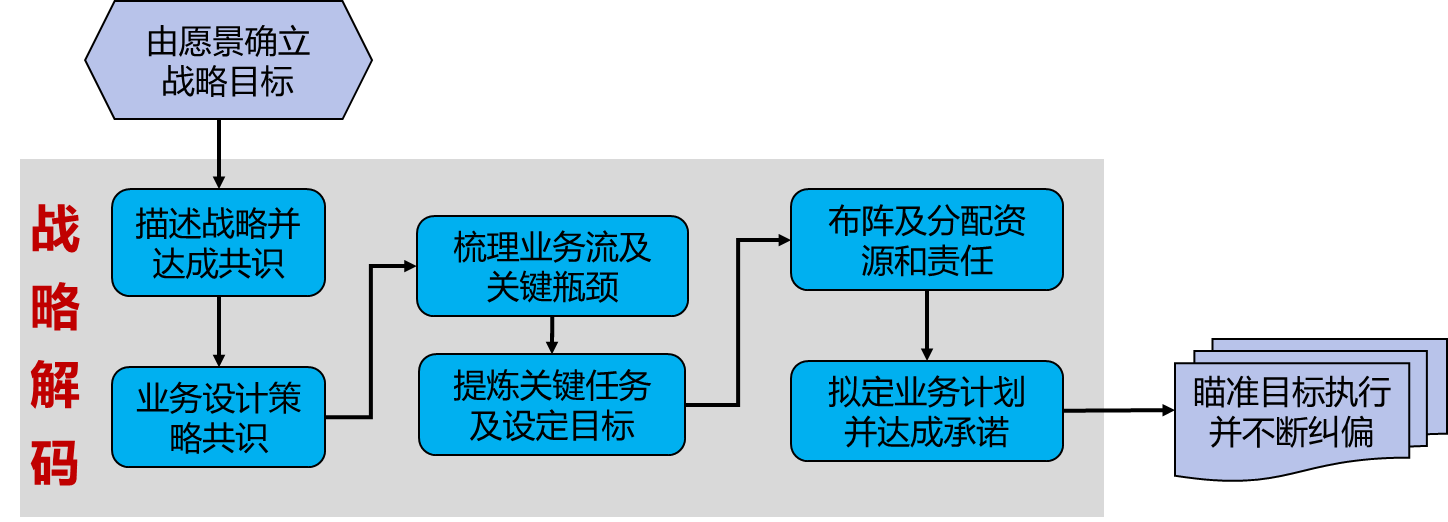 由愿景确立
战略目标
战
略
解
码
描述战略并
达成共识
业务设计策
略共识
梳理业务流及
关键瓶颈
提炼关键任务
及设定目标
布阵及分配资
源和责任
拟定业务计划
并达成承诺
瞄准目标执行
并不断纠偏